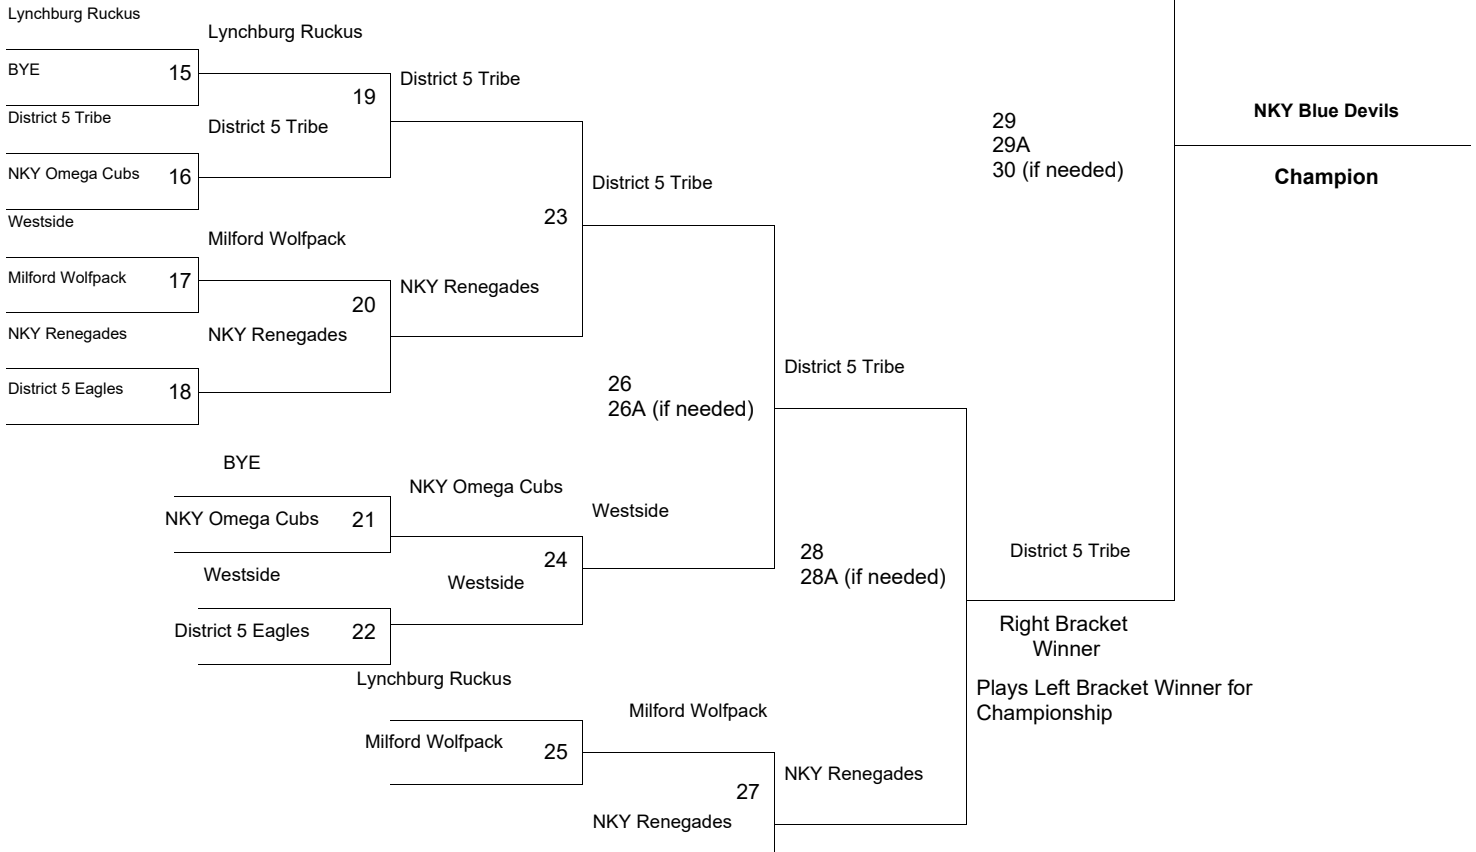 Lynchburg Ruckus
BYE
15
District 5 Tribe
NKY Omega Cubs
16
Westside
Milford Wolfpack
17
NKY Renegades
District 5 Eagles
18
Lynchburg Ruckus
19
District 5 Tribe
Milford Wolfpack
20
NKY Renegades
BYE
NKY Omega Cubs
21
Westside
District 5 Eagles
22
District 5 Tribe
23
NKY Renegades
NKY Omega Cubs
24
Westside
Lynchburg Ruckus
Milford Wolfpack
25
District 5 Tribe
26
26A (if needed)
Westside
Milford Wolfpack
27
NKY Renegades
District 5 Tribe
28
28A (if needed)
NKY Renegades
29
29A
30 (if needed)
District 5 Tribe
Right Bracket
Winner
Plays Left Bracket Winner for
Championship
NKY Blue Devils
Champion